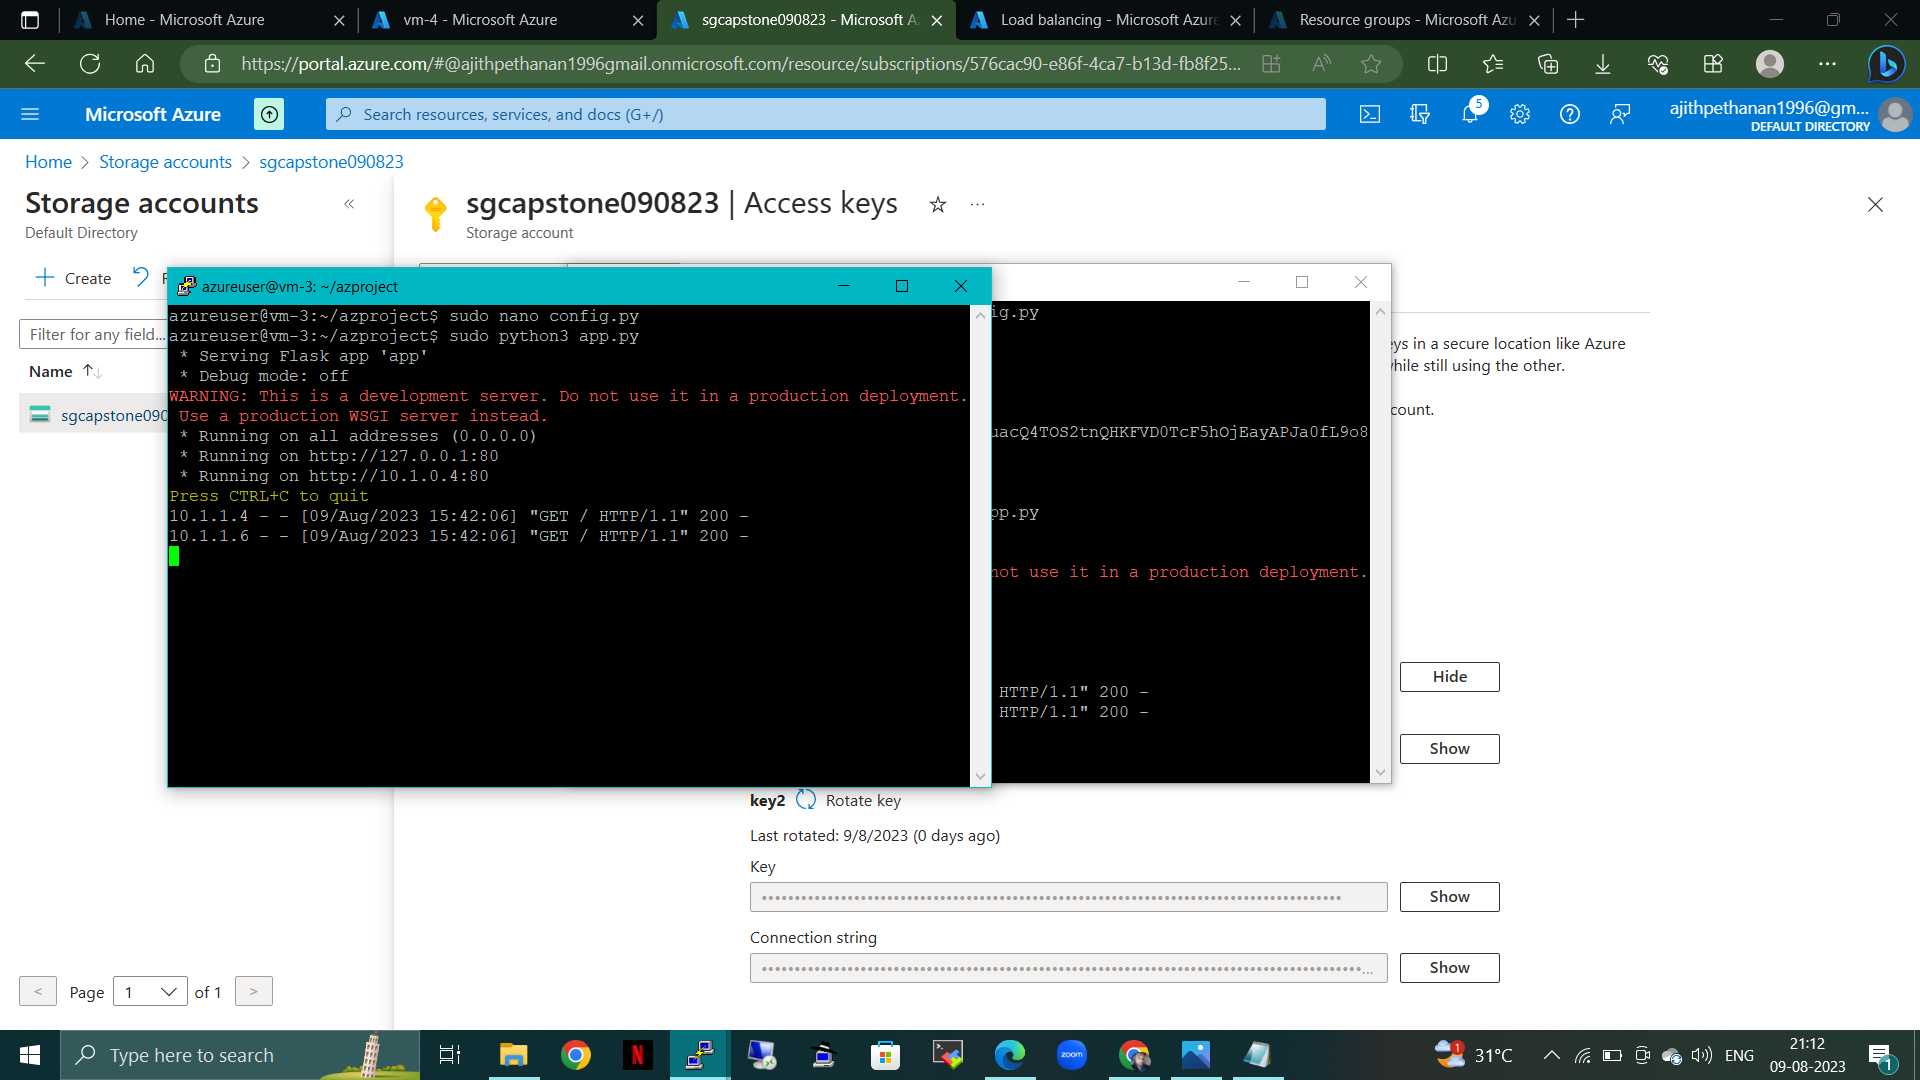 Home - Microsoft Azure
vm-4 - Microsoft Azure
sgcapstone090823 - Microsoft A
Load balancing - Microsoft Azure
Resource groups - Microsoft Azu
https://portal.azure.com/#@ajithpethanan1996gmail.onmicrosoft.com/resource/subscriptions/576cac90-e86f-4ca7-b13d-fb8f25...
Microsoft Azure
Search resources, services, and docs (G+/)
5
ajithpethanan1996@gm...
DEFAULT DIRECTORY
Home > Storage accounts > sgcapstone090823
Storage accounts
Default Directory
sgcapstone090823 | Access keys
Storage account
Create
Filter for any field...
Name
sgcapstone090
azureuser@vm-3: ~/azproject
azureuser@vm-3:~/azproject$ sudo nano config.py
azureuser@vm-3:~/azproject$ sudo python3 app.py
* Serving Flask app 'app'
* Debug mode: off
WARNING: This is a development server. Do not use it in a production deployment.
Use a production WSGI server instead.
* Running on all addresses (0.0.0.0)
* Running on http://127.0.0.1:80
* Running on http://10.1.0.4:80
Press CTRL+C to quit
10.1.1.4 - - [09/Aug/2023 15:42:06] "GET / HTTP/1.1" 200 -
10.1.1.6 - - [09/Aug/2023 15:42:06] "GET / HTTP/1.1" 200 -
ig.py
uacQ4TOS2tnQHKFVD0TcF5hOjEayAPJa0fL9o8
pp.py
not use it in a production deployment.
HTTP/1.1" 200 -
HTTP/1.1" 200 -
ys in a secure location like Azure
hile still using the other.
count.
Hide
Show
key2
Rotate key
Last rotated: 9/8/2023 (0 days ago)
Key
Show
Connection string
Show
< Page 1 of 1 >
Type here to search
N
zoom
1
31°C
ENG
21:12
09-08-2023
1